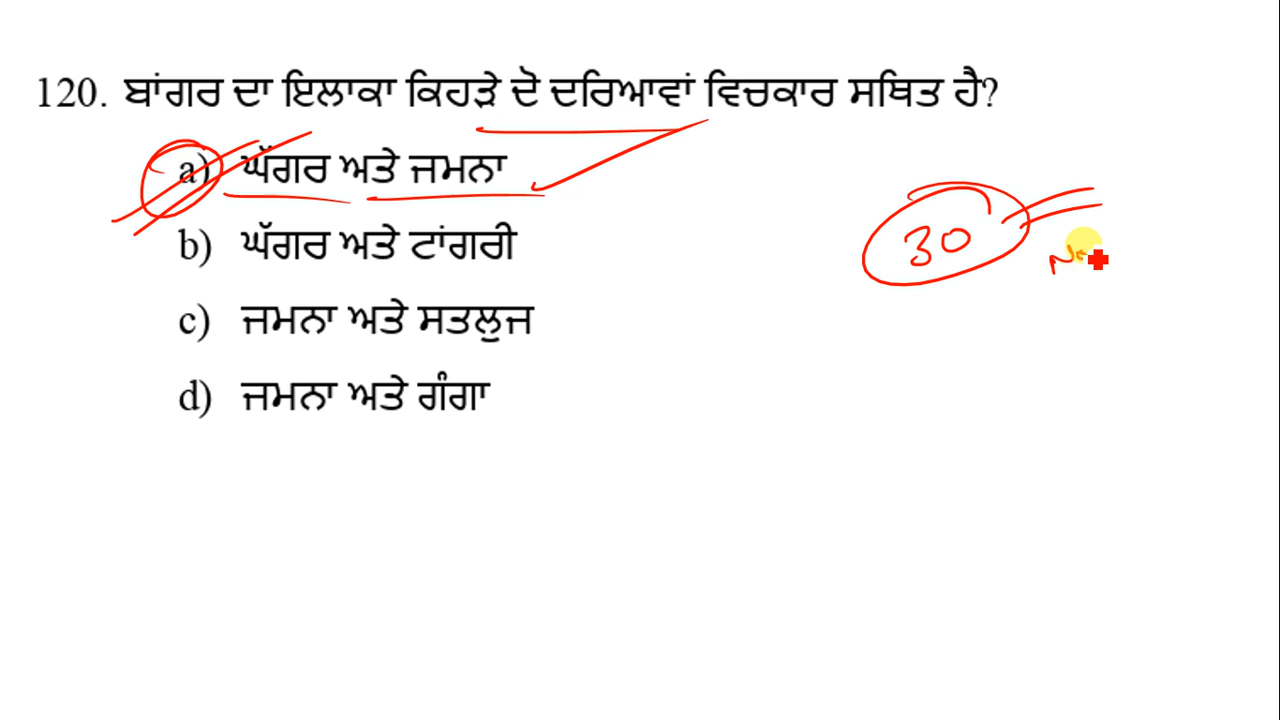 120. ਬਾਂਗਰ ਦਾ ਇਲਾਕਾ ਕਿਹੜੇ ਦੋ ਦਰਿਆਵਾਂ ਵਿਚਕਾਰ ਸਥਿਤ ਹੈ?
a) ਘੱਗਰ ਅਤੇ ਜਮਨਾ
30
b) ਘੱਗਰ ਅਤੇ ਟਾਂਗਰੀ
c) ਜਮਨਾ ਅਤੇ ਸਤਲੁਜ
d) ਜਮਨਾ ਅਤੇ ਗੰਗਾ